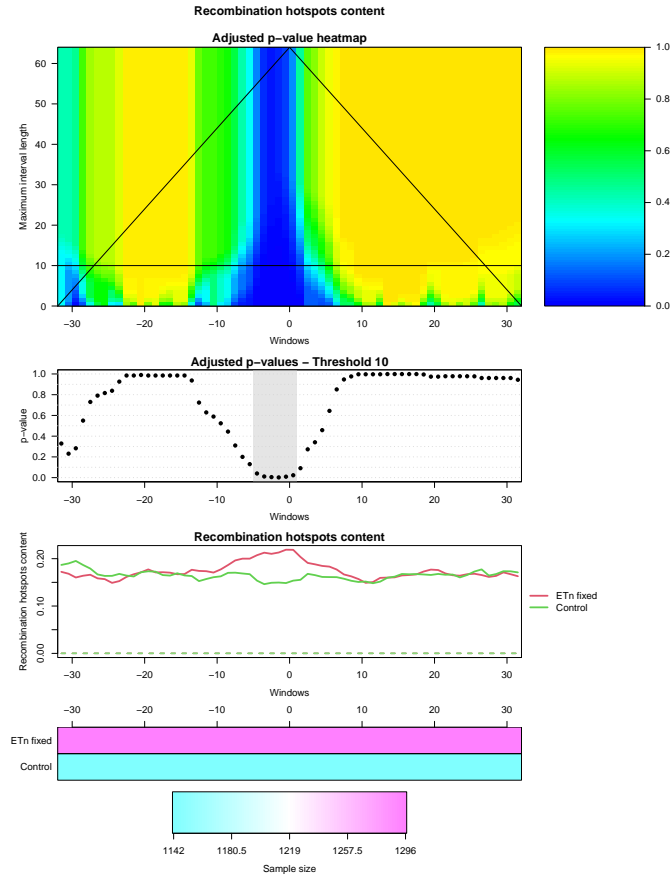 Recombination hotspots content
Adjusted p-value heatmap
Maximum interval length
0 10 20 30 40 50 60
−30 −20 −10 0 10 20 30
Windows
0.0 0.2 0.4 0.6 0.8 1.0
Adjusted p-values − Threshold 10
p-value
0.0 0.2 0.4 0.6 0.8 1.0
−30 −20 −10 0 10 20 30
Windows
Recombination hotspots content
Recombination hotspots content
0.00 0.10 0.20
ETn fixed
Control
−30 −20 −10 0 10 20 30
Windows
−30 −20 −10 0 10 20 30
ETn fixed
Control
1142 1180.5 1219 1257.5 1296
Sample size